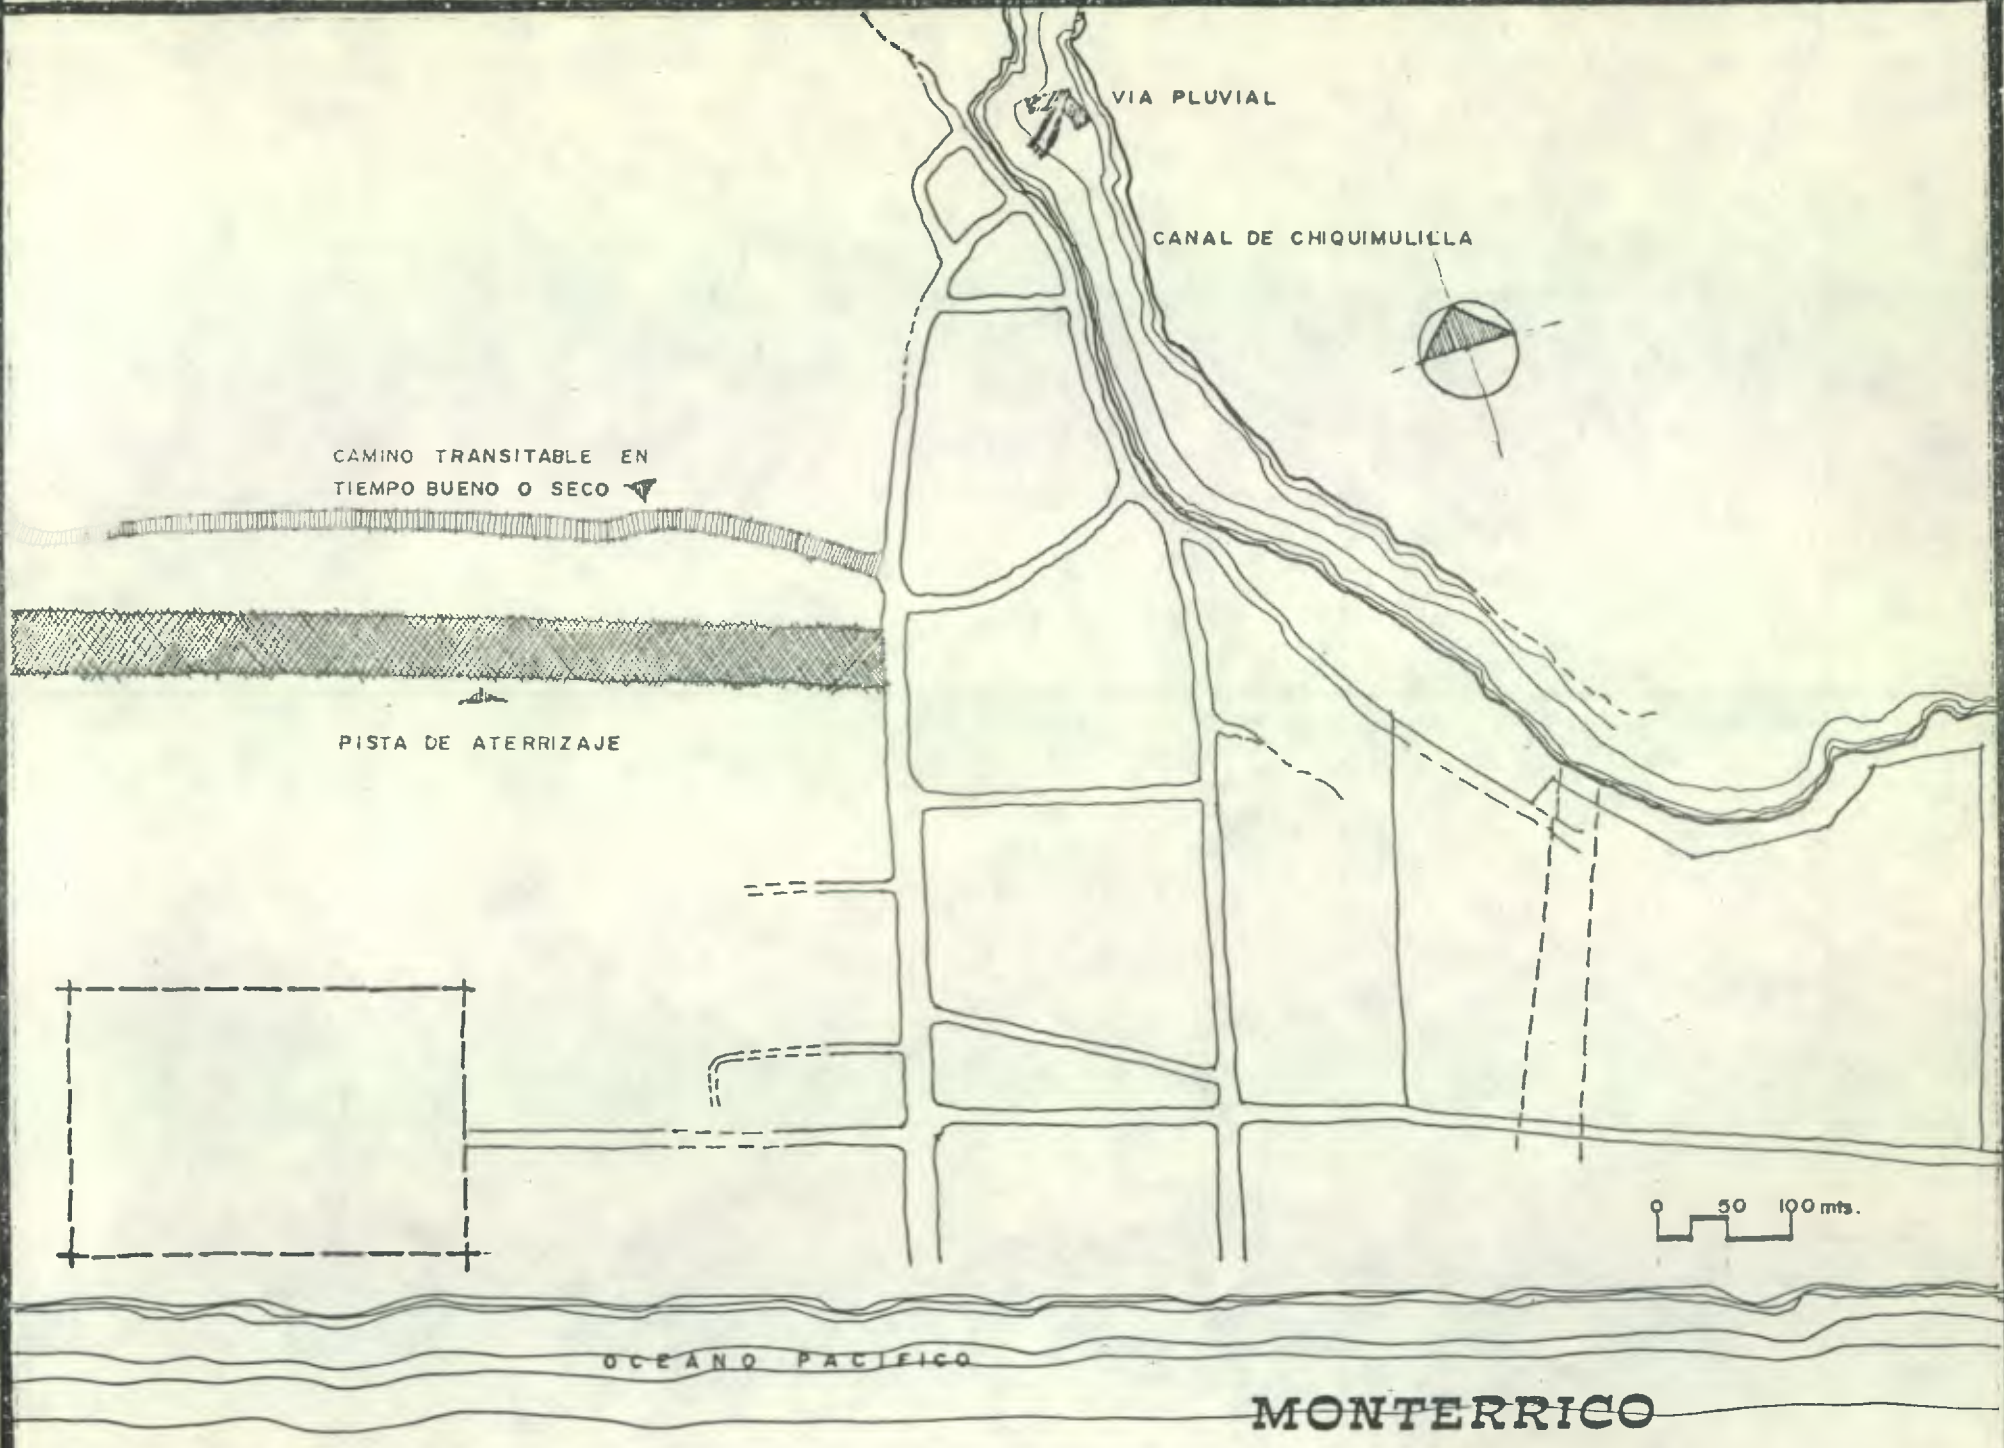 VIA PLUVIAL
CANAL DE CHIQUIMULILLA
CAMINO TRANSITABLE EN
TIEMPO BUENO O SECO
PISTA DE ATERRIZAJE
0 50 100 mts.
OCEANO PACIFICO
MONTERRICO